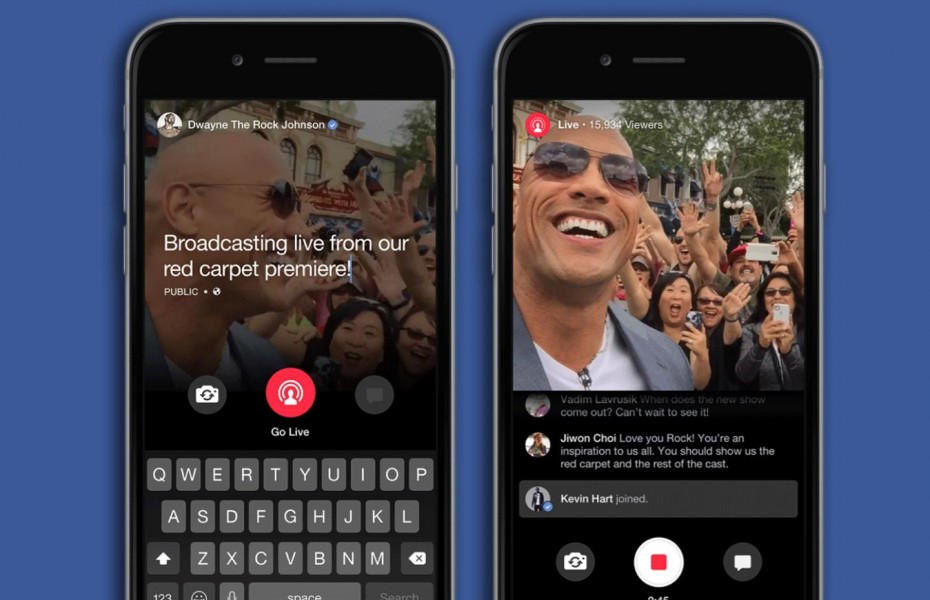 Dwayne The Rock Johnson
Broadcasting live from our
red carpet premiere!
PUBLIC •
Go Live
Q W E R T Y U I O P
A S D F G H J K L
Z X C V B N M
123 space Search
Live • 15,934 Viewers
Vadim Lavrusik When does the new show
come out? Can't wait to see it!
Jiwon Choi Love you Rock! You're an
inspiration to us all. You should show us the
red carpet and the rest of the cast.
Kevin Hart joined.